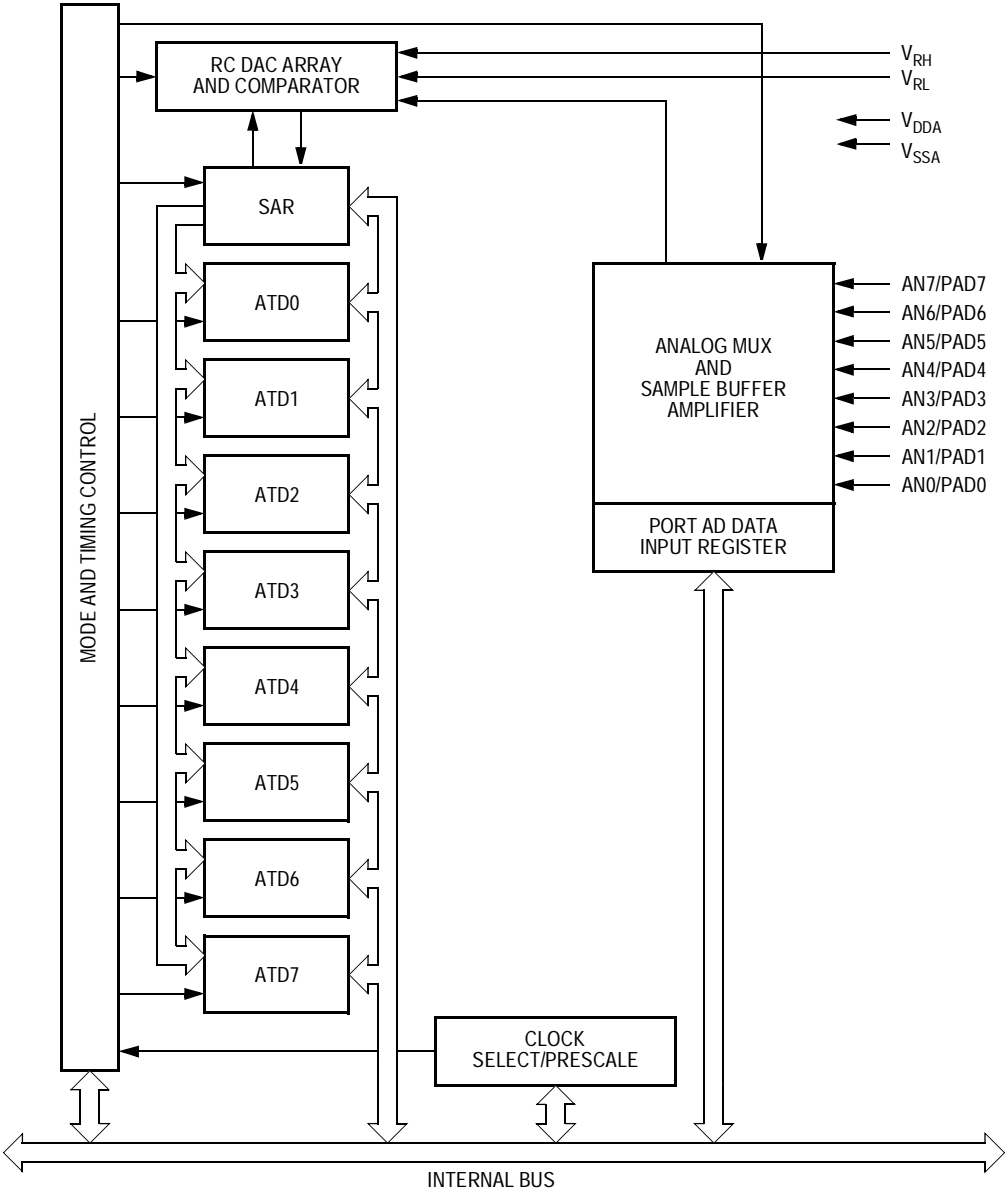 RC DAC ARRAY
AND COMPARATOR
V_RH
V_RL
V_DDA
V_SSA
SAR
MODE AND TIMING CONTROL
ATD0
ATD1
ATD2
ATD3
ATD4
ATD5
ATD6
ATD7
ANALOG MUX
AND
SAMPLE BUFFER
AMPLIFIER
AN7/PAD7
AN6/PAD6
AN5/PAD5
AN4/PAD4
AN3/PAD3
AN2/PAD2
AN1/PAD1
AN0/PAD0
PORT AD DATA
INPUT REGISTER
CLOCK
SELECT/PRESCALE
INTERNAL BUS